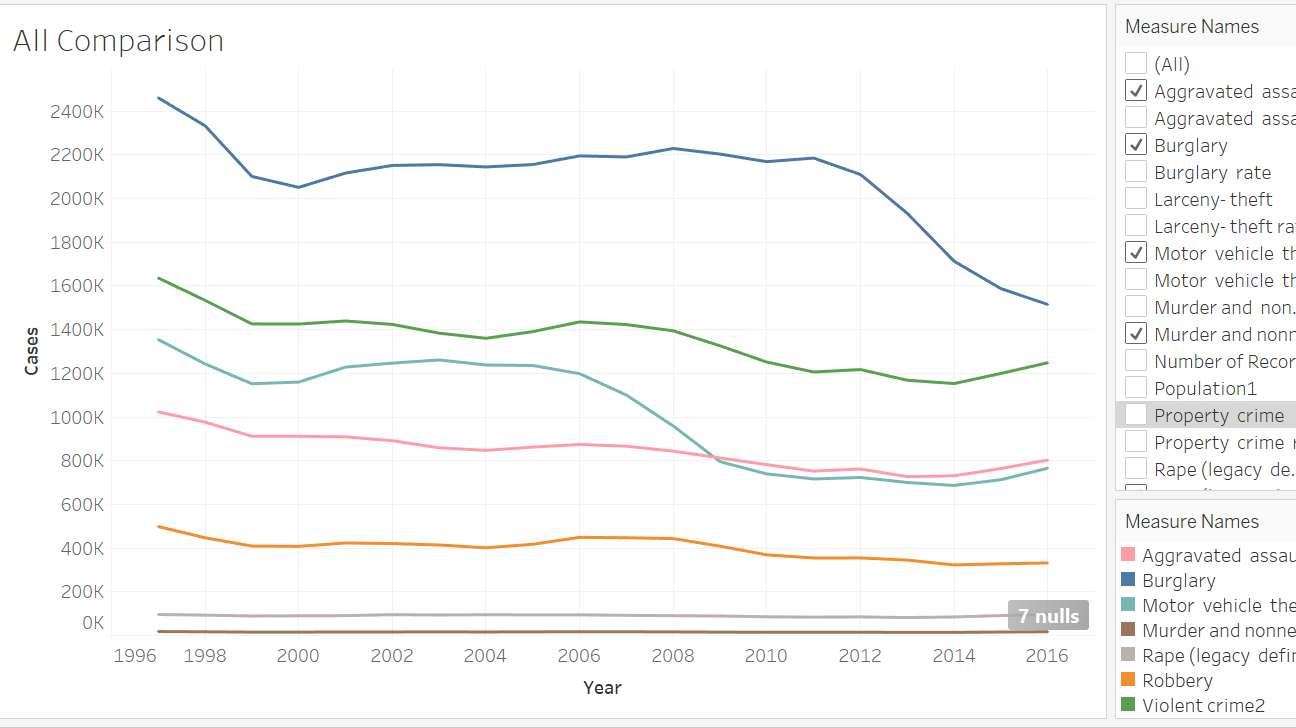 All Comparison
2400K
2200K
2000K
1800K
1600K
1400K
1200K
1000K
800K
600K
400K
200K
0K
Cases
7 nulls
1996 1998 2000 2002 2004 2006 2008 2010 2012 2014 2016
Year
Measure Names
(All)
Aggravated assa
Aggravated assa
Burglary
Burglary rate
Larceny-theft
Larceny-theft ra
Motor vehicle th
Motor vehicle th
Murder and non.
Murder and nonn
Number of Recor
Population1
Property crime
Property crime r
Rape (legacy de.
Measure Names
Aggravated assau
Burglary
Motor vehicle the
Murder and nonne
Rape (legacy defin
Robbery
Violent crime2